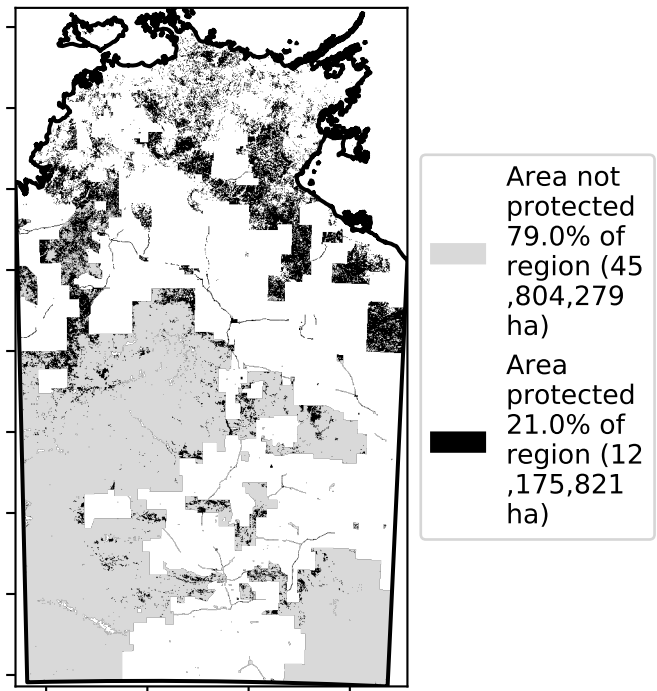 Area not
protected
79.0% of
region (45
,804,279
ha)
Area
protected
21.0% of
region (12
,175,821
ha)